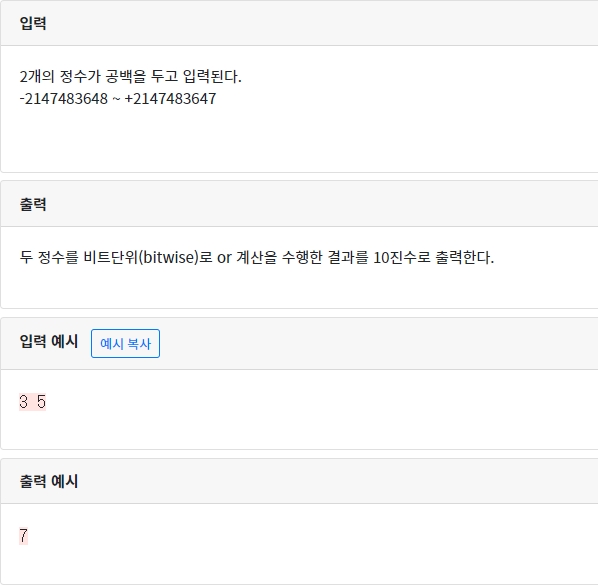 입력
2개의 정수가 공백을 두고 입력된다.
-2147483648 ~ +2147483647
출력
두 정수를 비트단위(bitwise)로 or 계산을 수행한 결과를 10진수로 출력한다.
입력 예시 예시 복사
3 5
출력 예시
7